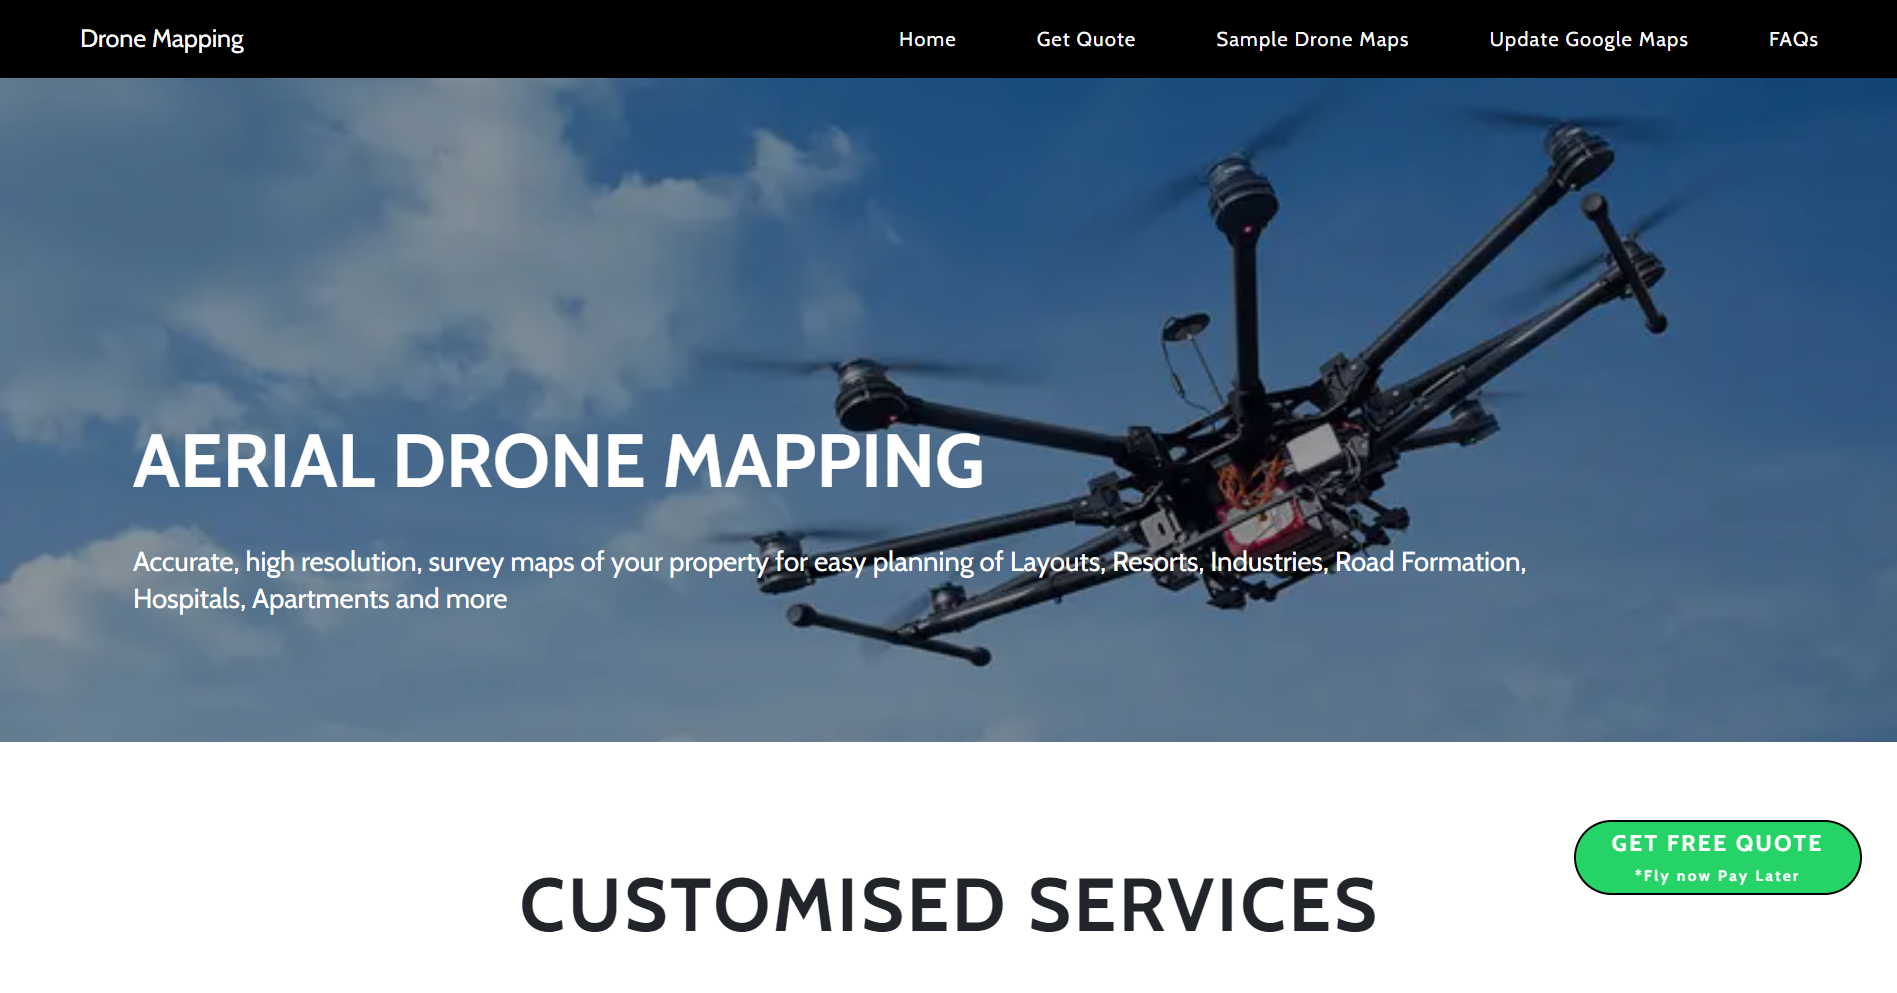 Drone Mapping
Home
Get Quote
Sample Drone Maps
Update Google Maps
FAQs
AERIAL DRONE MAPPING
Accurate, high resolution, survey maps of your property for easy planning of Layouts, Resorts, Industries, Road Formation,
Hospitals, Apartments and more
GET FREE QUOTE
*Fly now Pay Later
CUSTOMISED SERVICES